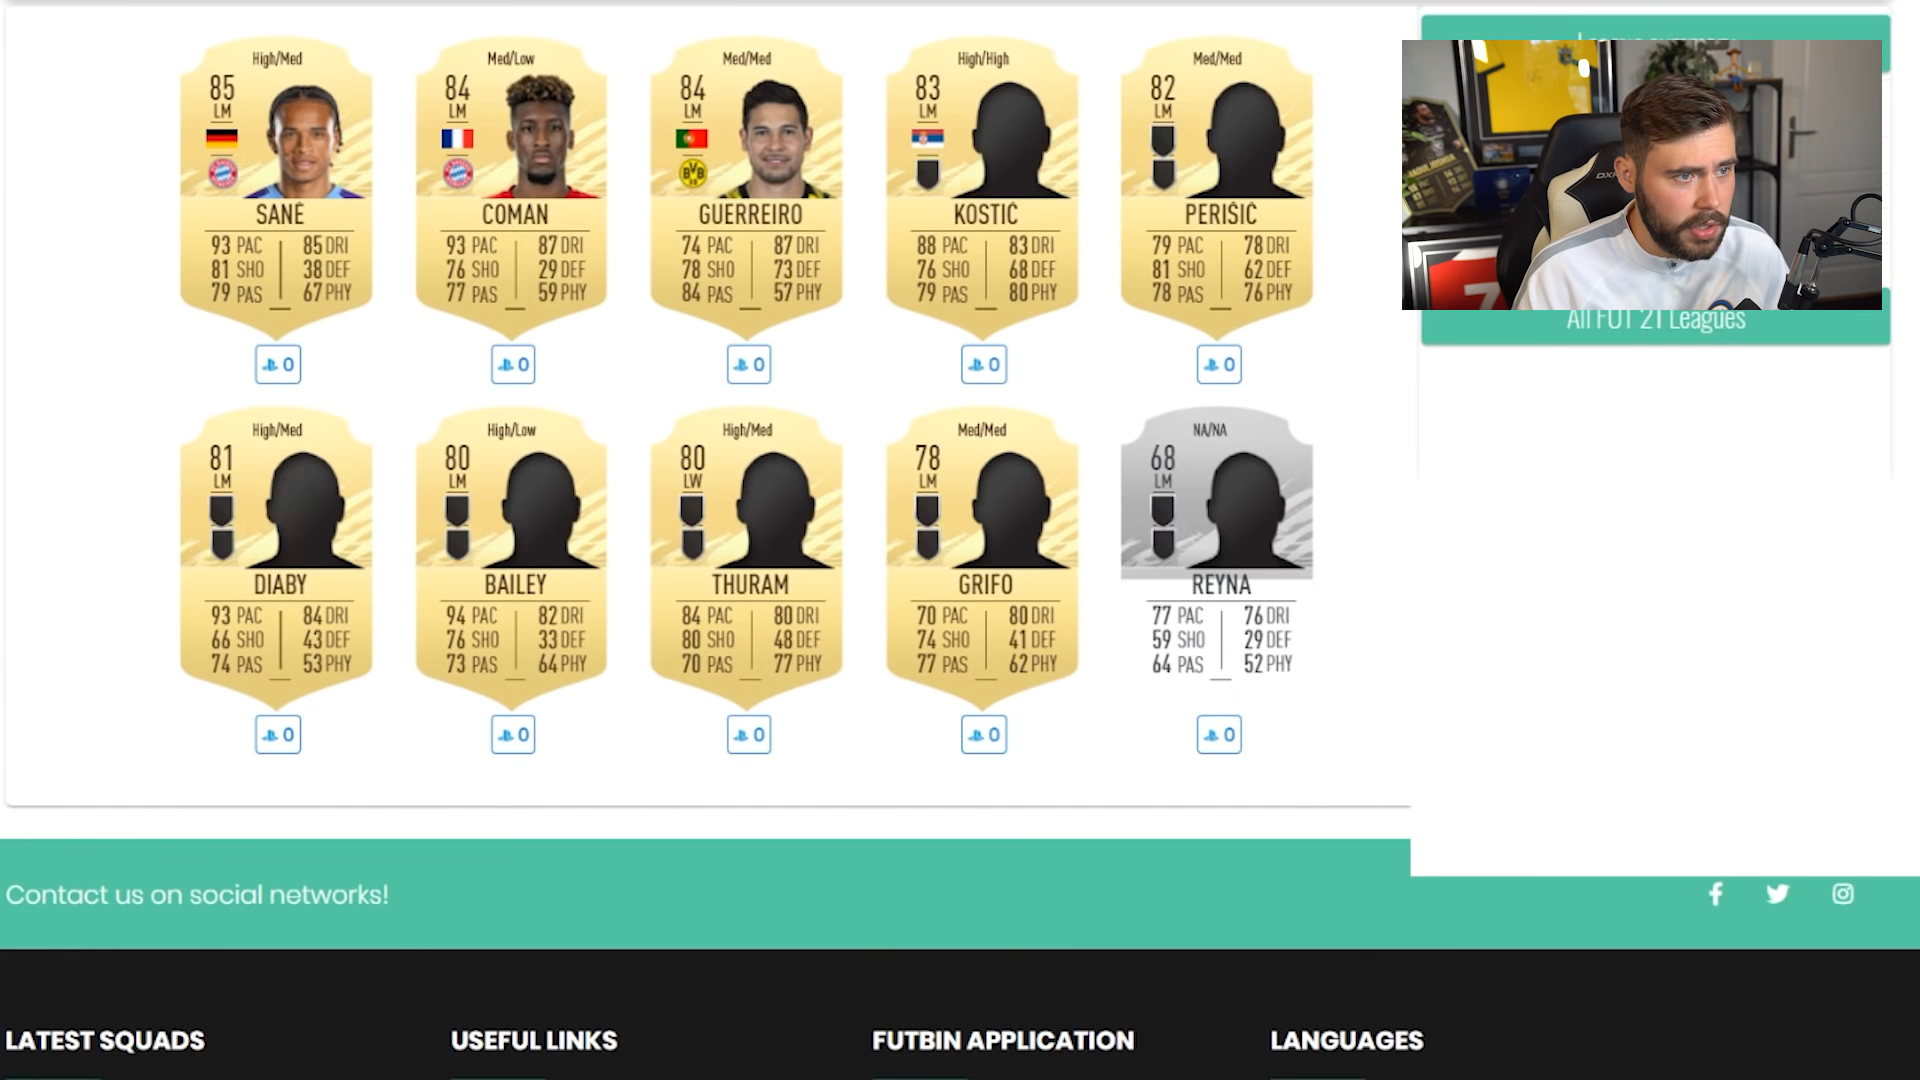 High/Med
85
LM
SANÉ
93 PAC 85 DRI
81 SHO 38 DEF
79 PAS 67 PHY
0
Med/Low
84
LM
COMAN
93 PAC 87 DRI
76 SHO 29 DEF
77 PAS 59 PHY
0
Med/Med
84
LM
BVB
09
GUERREIRO
74 PAC 87 DRI
78 SHO 73 DEF
84 PAS 57 PHY
0
High/High
83
LM
KOSTIĆ
88 PAC 83 DRI
76 SHO 68 DEF
79 PAS 80 PHY
0
Med/Med
82
LM
PERIŠIĆ
79 PAC 78 DRI
81 SHO 62 DEF
78 PAS 76 PHY
0
High/Med
81
LM
DIABY
93 PAC 84 DRI
66 SHO 43 DEF
74 PAS 53 PHY
0
High/Low
80
LM
BAILEY
94 PAC 82 DRI
76 SHO 33 DEF
73 PAS 64 PHY
0
High/Med
80
LW
THURAM
84 PAC 80 DRI
80 SHO 48 DEF
70 PAS 77 PHY
0
Med/Med
78
LM
GRIFO
70 PAC 80 DRI
74 SHO 41 DEF
77 PAS 62 PHY
0
NA/NA
68
LM
REYNA
77 PAC 76 DRI
59 SHO 29 DEF
64 PAS 52 PHY
0
All FUT 21 Leagues
Contact us on social networks!
LATEST SQUADS
USEFUL LINKS
FUTBIN APPLICATION
LANGUAGES